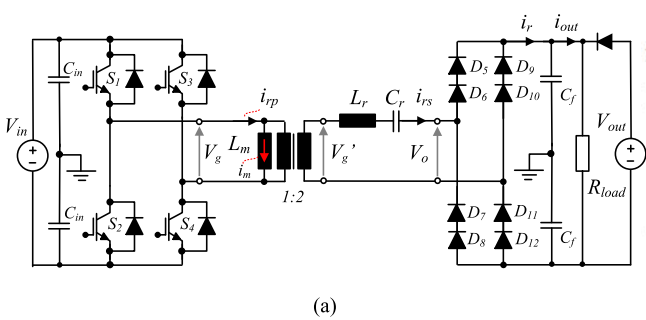 i_r i_out
C_in S_1 S_3 D_5 D_9
i_rp L_r C_r i_rs D_6 D_10 C_f
V_in V_g L_m V_g’ V_o V_out
i_m R_load
1:2
C_in S_2 S_4 D_7 D_11 C_f
D_8 D_12
(a)